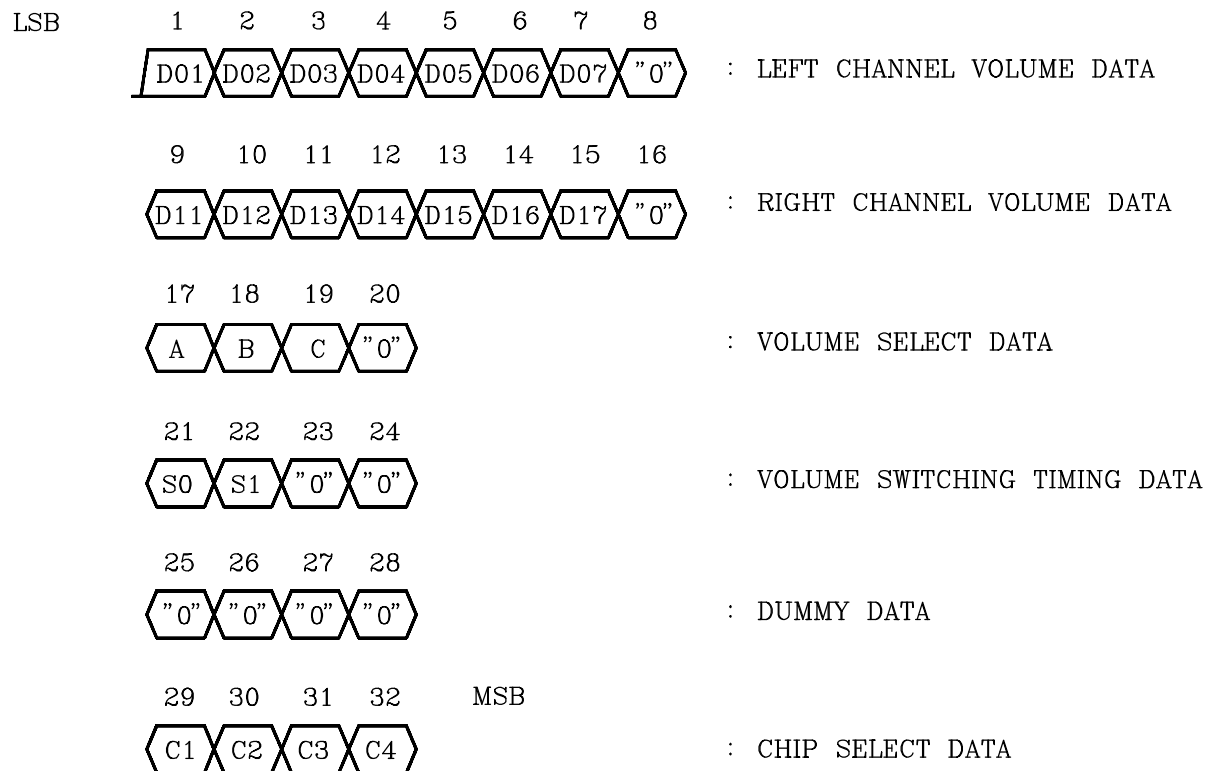 LSB 1 2 3 4 5 6 7 8
D01 D02 D03 D04 D05 D06 D07 "0" : LEFT CHANNEL VOLUME DATA
9 10 11 12 13 14 15 16
D11 D12 D13 D14 D15 D16 D17 "0" : RIGHT CHANNEL VOLUME DATA
17 18 19 20
A B C "0" : VOLUME SELECT DATA
21 22 23 24
S0 S1 "0" "0" : VOLUME SWITCHING TIMING DATA
25 26 27 28
"0" "0" "0" "0" : DUMMY DATA
29 30 31 32 MSB
C1 C2 C3 C4 : CHIP SELECT DATA